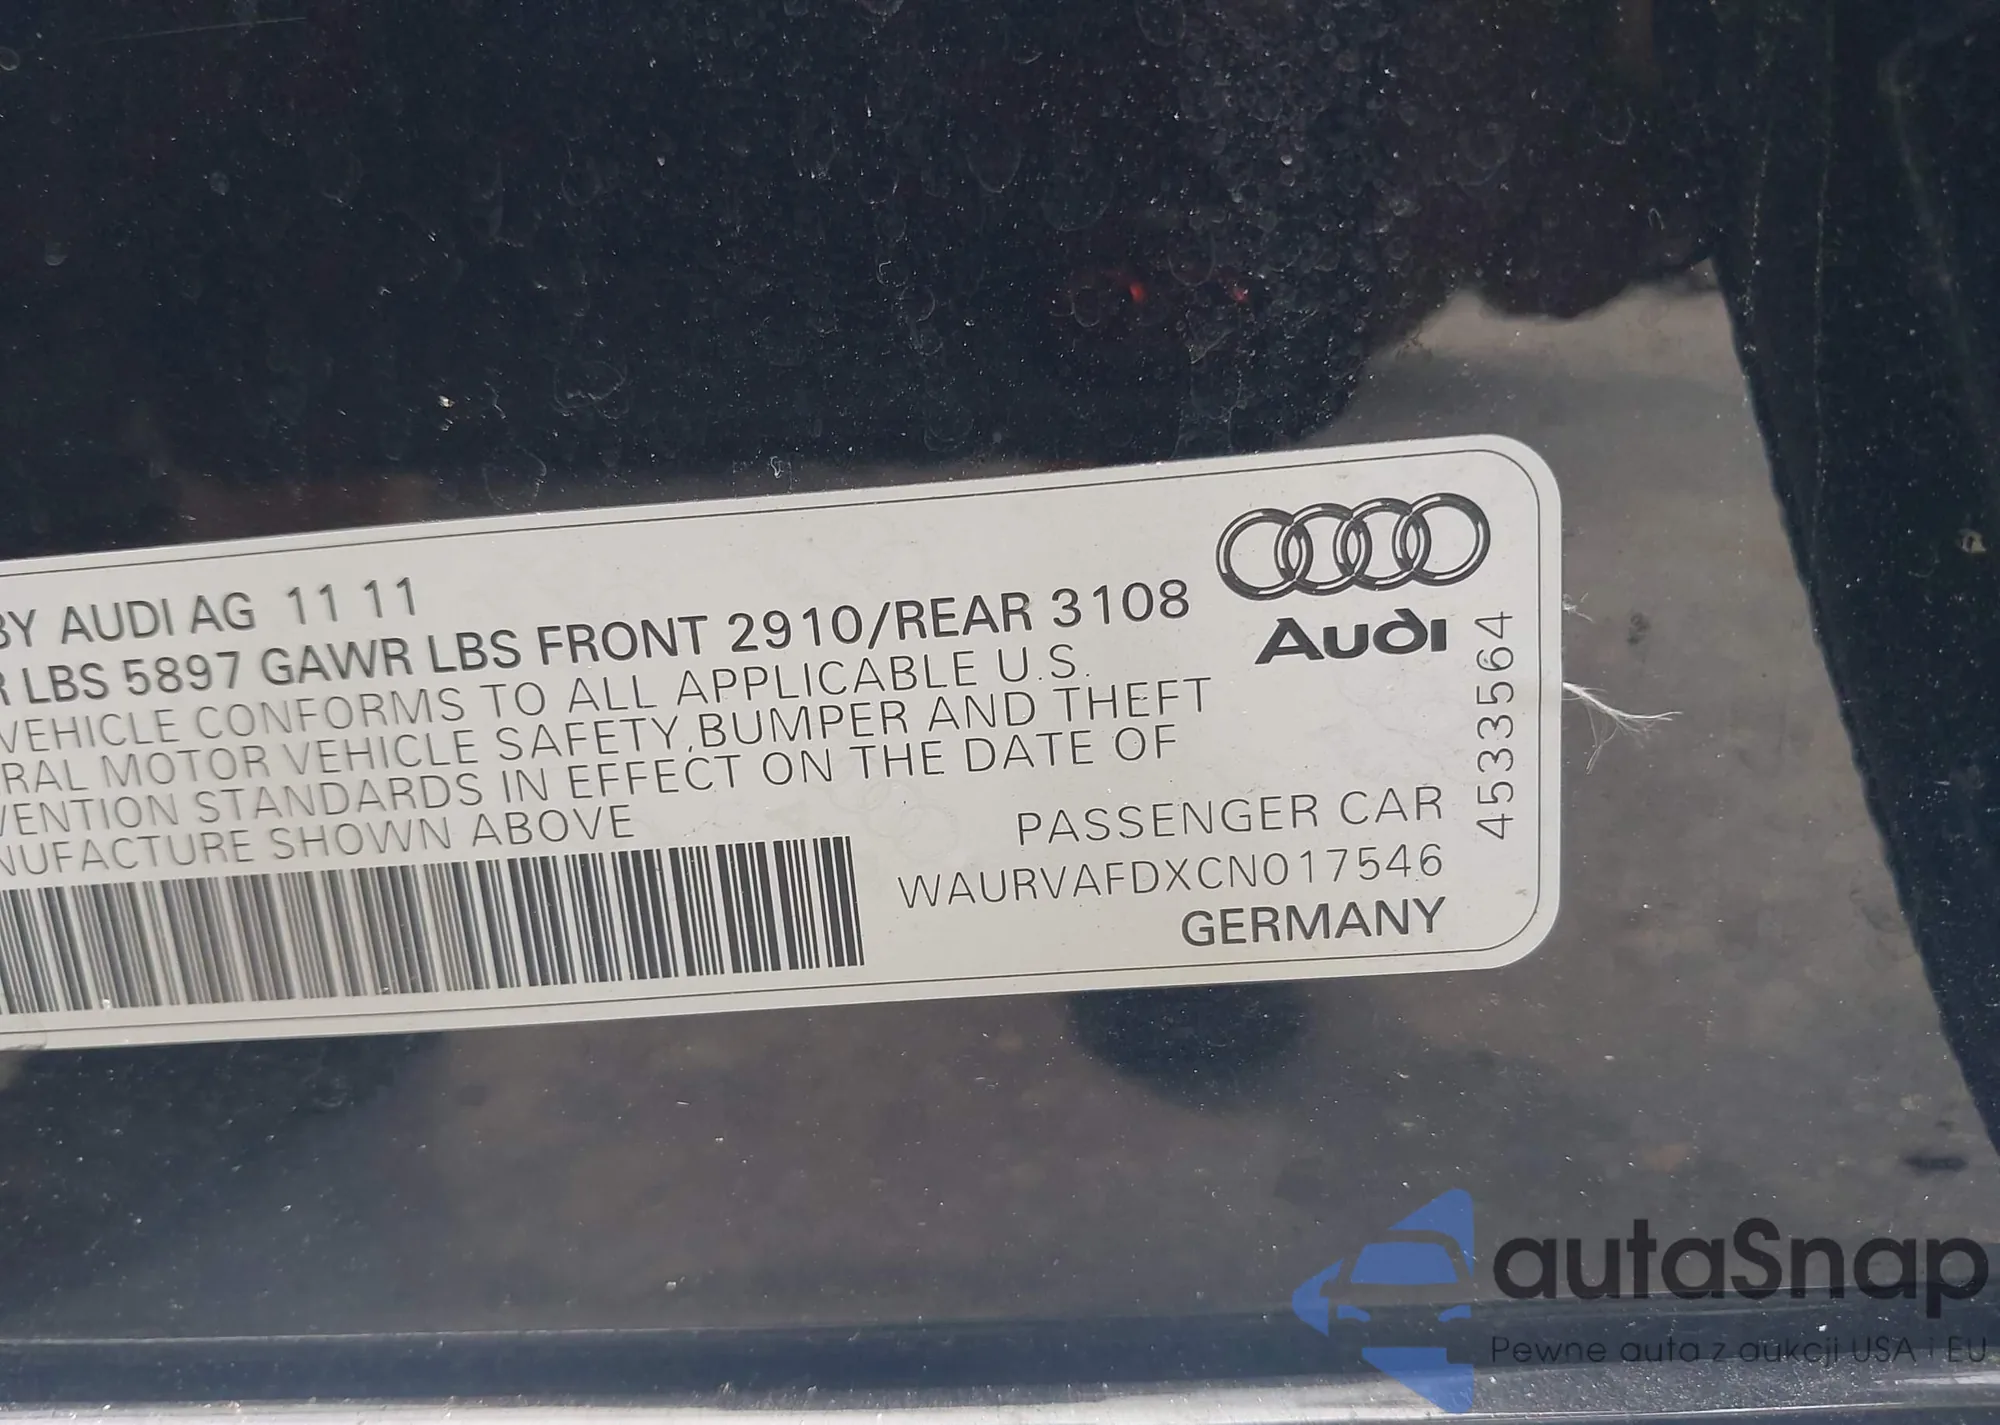 BY AUDI AG 11 11
R LBS 5897 GAWR LBS FRONT 2910/REAR 3108
VEHICLE CONFORMS TO ALL APPLICABLE U.S.
RAL MOTOR VEHICLE SAFETY, BUMPER AND THEFT
VENTION STANDARDS IN EFFECT ON THE DATE OF
NUFACTURE SHOWN ABOVE
PASSENGER CAR
WAURVAFDXCN017546
GERMANY
Audi
4533564
autaSnap
Pewne auta z aukcji USA i EU